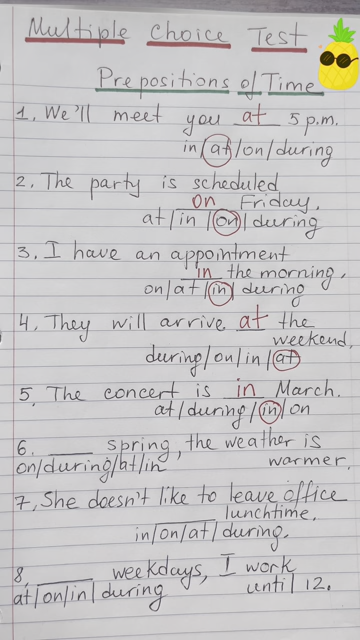 Multiple Choice Test
Prepositions of Time
1. We'll meet you at 5 p.m.
in/at/on/during
2. The party is scheduled
on Friday.
at/in/on/during
3. I have an appointment
in the morning.
on/at/in/during
4. They will arrive at the
weekend.
during/on/in/at
5. The concert is in March.
at/during/in/on
6. ___ spring, the weather is
on/during/at/in warmer.
7. She doesn't like to leave office
___ lunchtime.
in/on/at/during.
8. ___ weekdays, I work
at/on/in/during until 12.